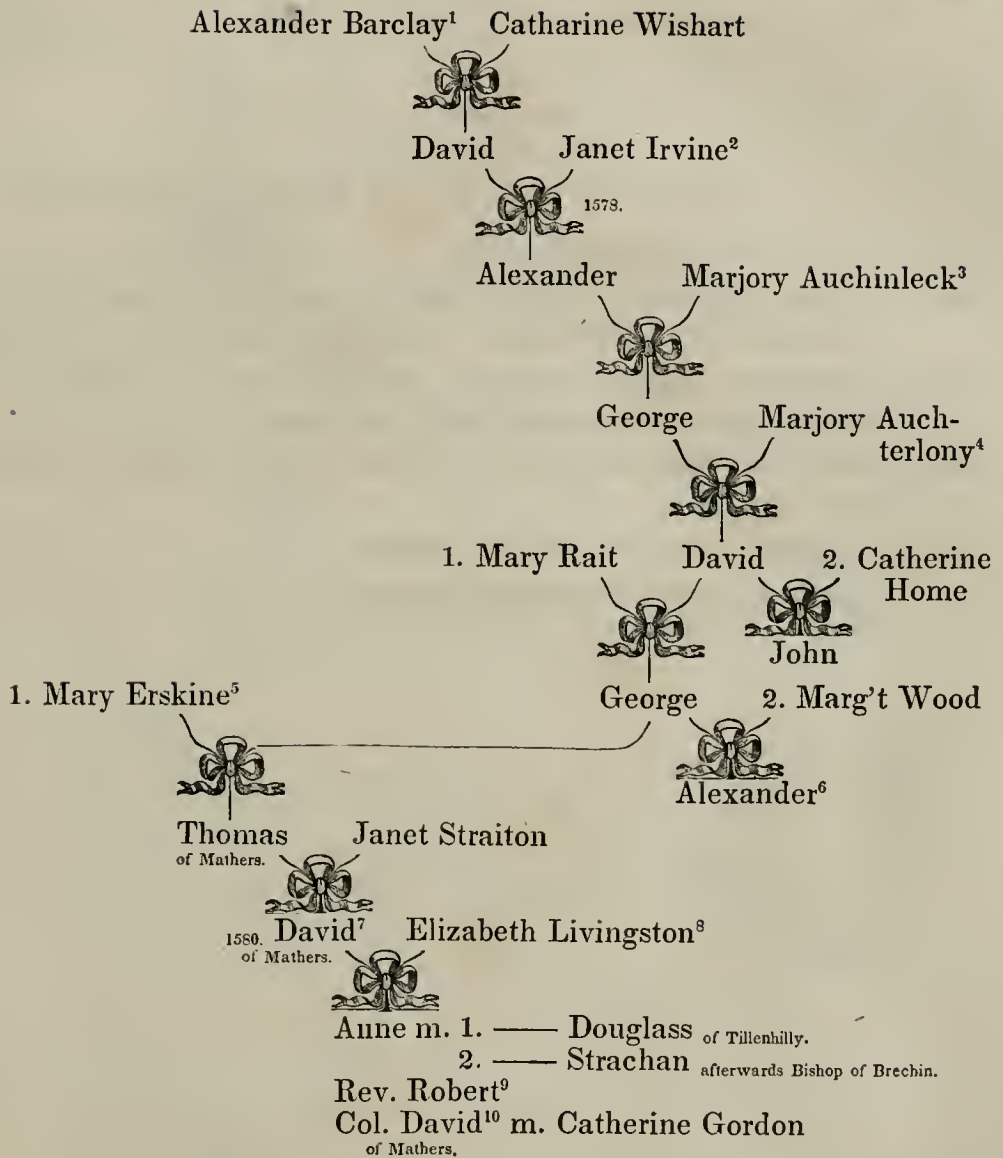 Alexander Barclay¹ Catharine Wishart
David Janet Irvine²
1578.
Alexander Marjory Auchinleck³
George Marjory Auch-
terlony⁴
1. Mary Rait David 2. Catherine
Home
John
1. Mary Erskine⁵ George 2. Marg't Wood
Alexander⁶
Thomas Janet Straiton
of Mathers.
1580. David⁷ Elizabeth Livingston⁸
of Mathers.
Anne m. 1. —— Douglass of Tillenhilly.
2. —— Strachan afterwards Bishop of Brechin.
Rev. Robert⁹
Col. David¹⁰ m. Catherine Gordon
of Mathers.